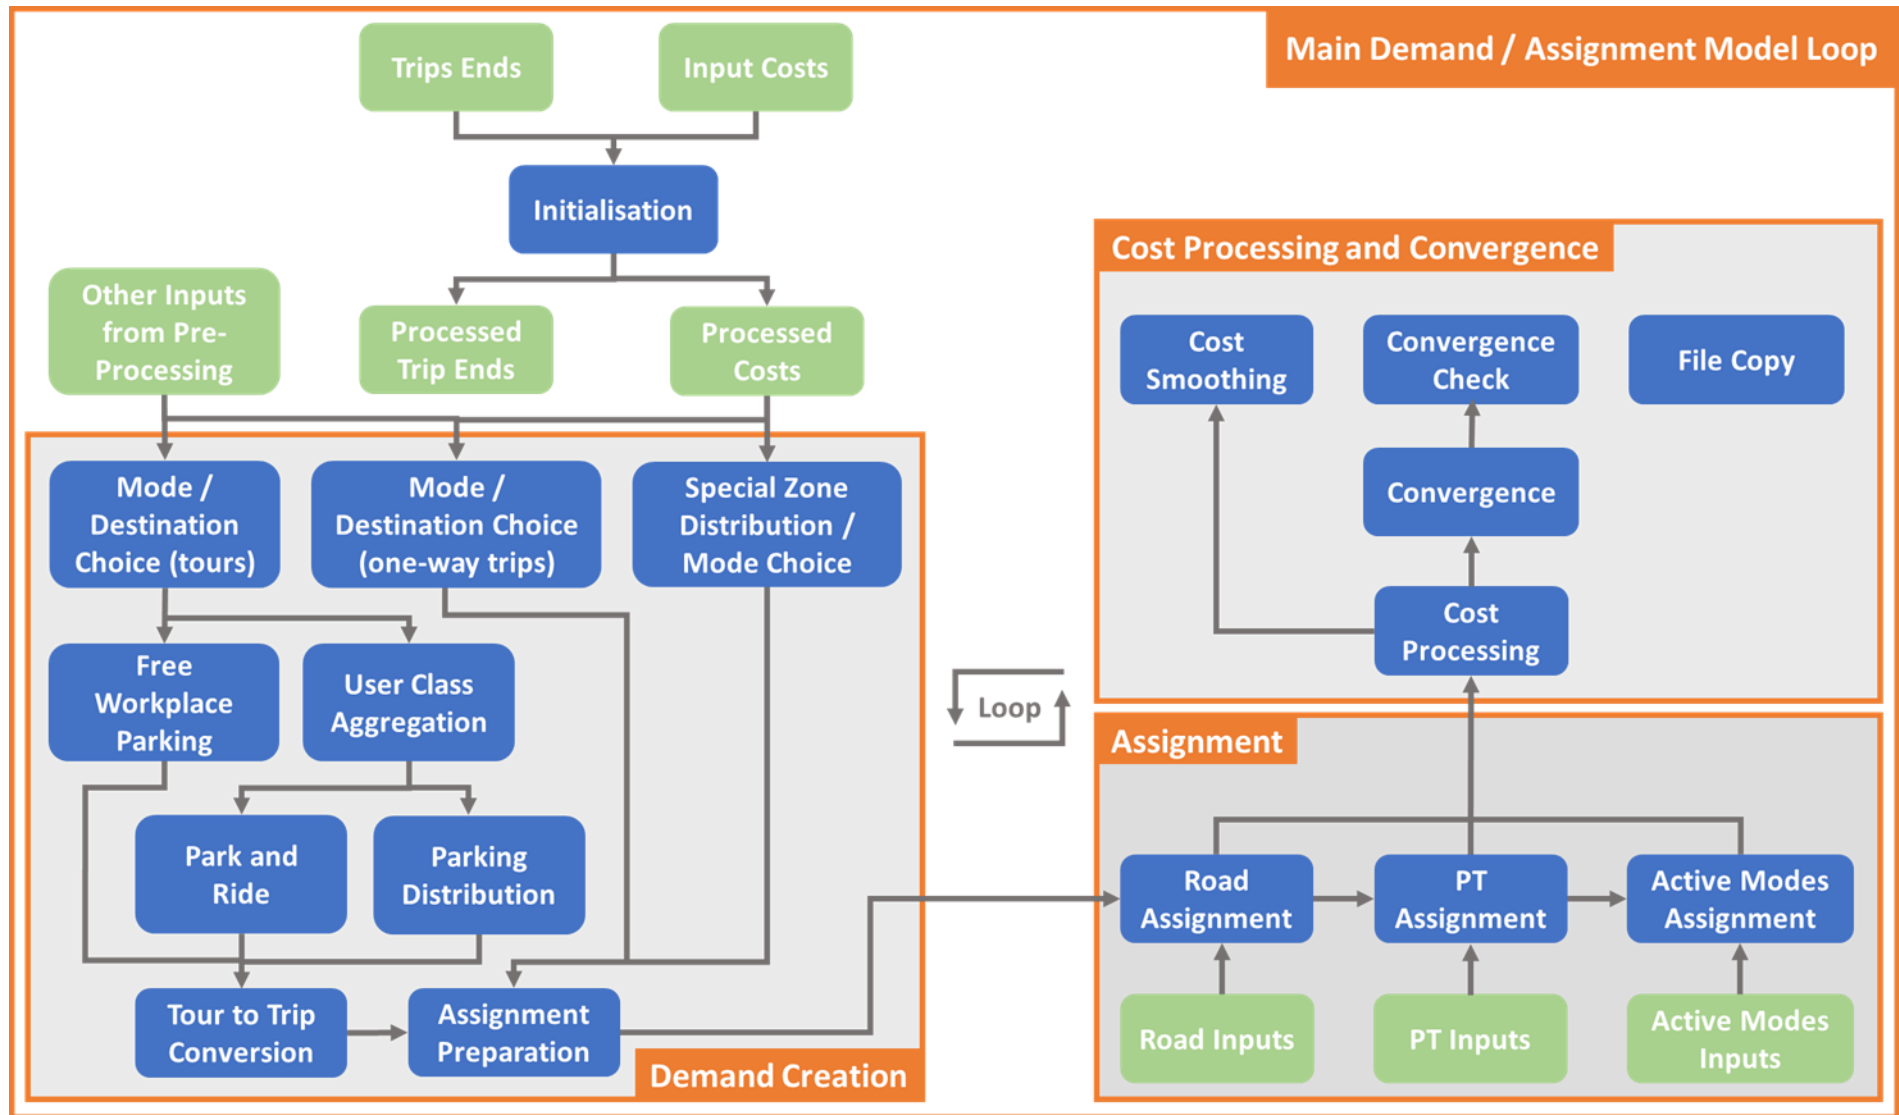 Main Demand / Assignment Model Loop
Trips Ends
Input Costs
Initialisation
Other Inputs
from Pre-
Processing
Processed
Trip Ends
Processed
Costs
Mode /
Destination
Choice (tours)
Mode /
Destination Choice
(one-way trips)
Special Zone
Distribution /
Mode Choice
Free
Workplace
Parking
User Class
Aggregation
Park and
Ride
Parking
Distribution
Tour to Trip
Conversion
Assignment
Preparation
Demand Creation
Loop
Cost Processing and Convergence
Cost
Smoothing
Convergence
Check
File Copy
Convergence
Cost
Processing
Assignment
Road
Assignment
PT
Assignment
Active Modes
Assignment
Road Inputs
PT Inputs
Active Modes
Inputs